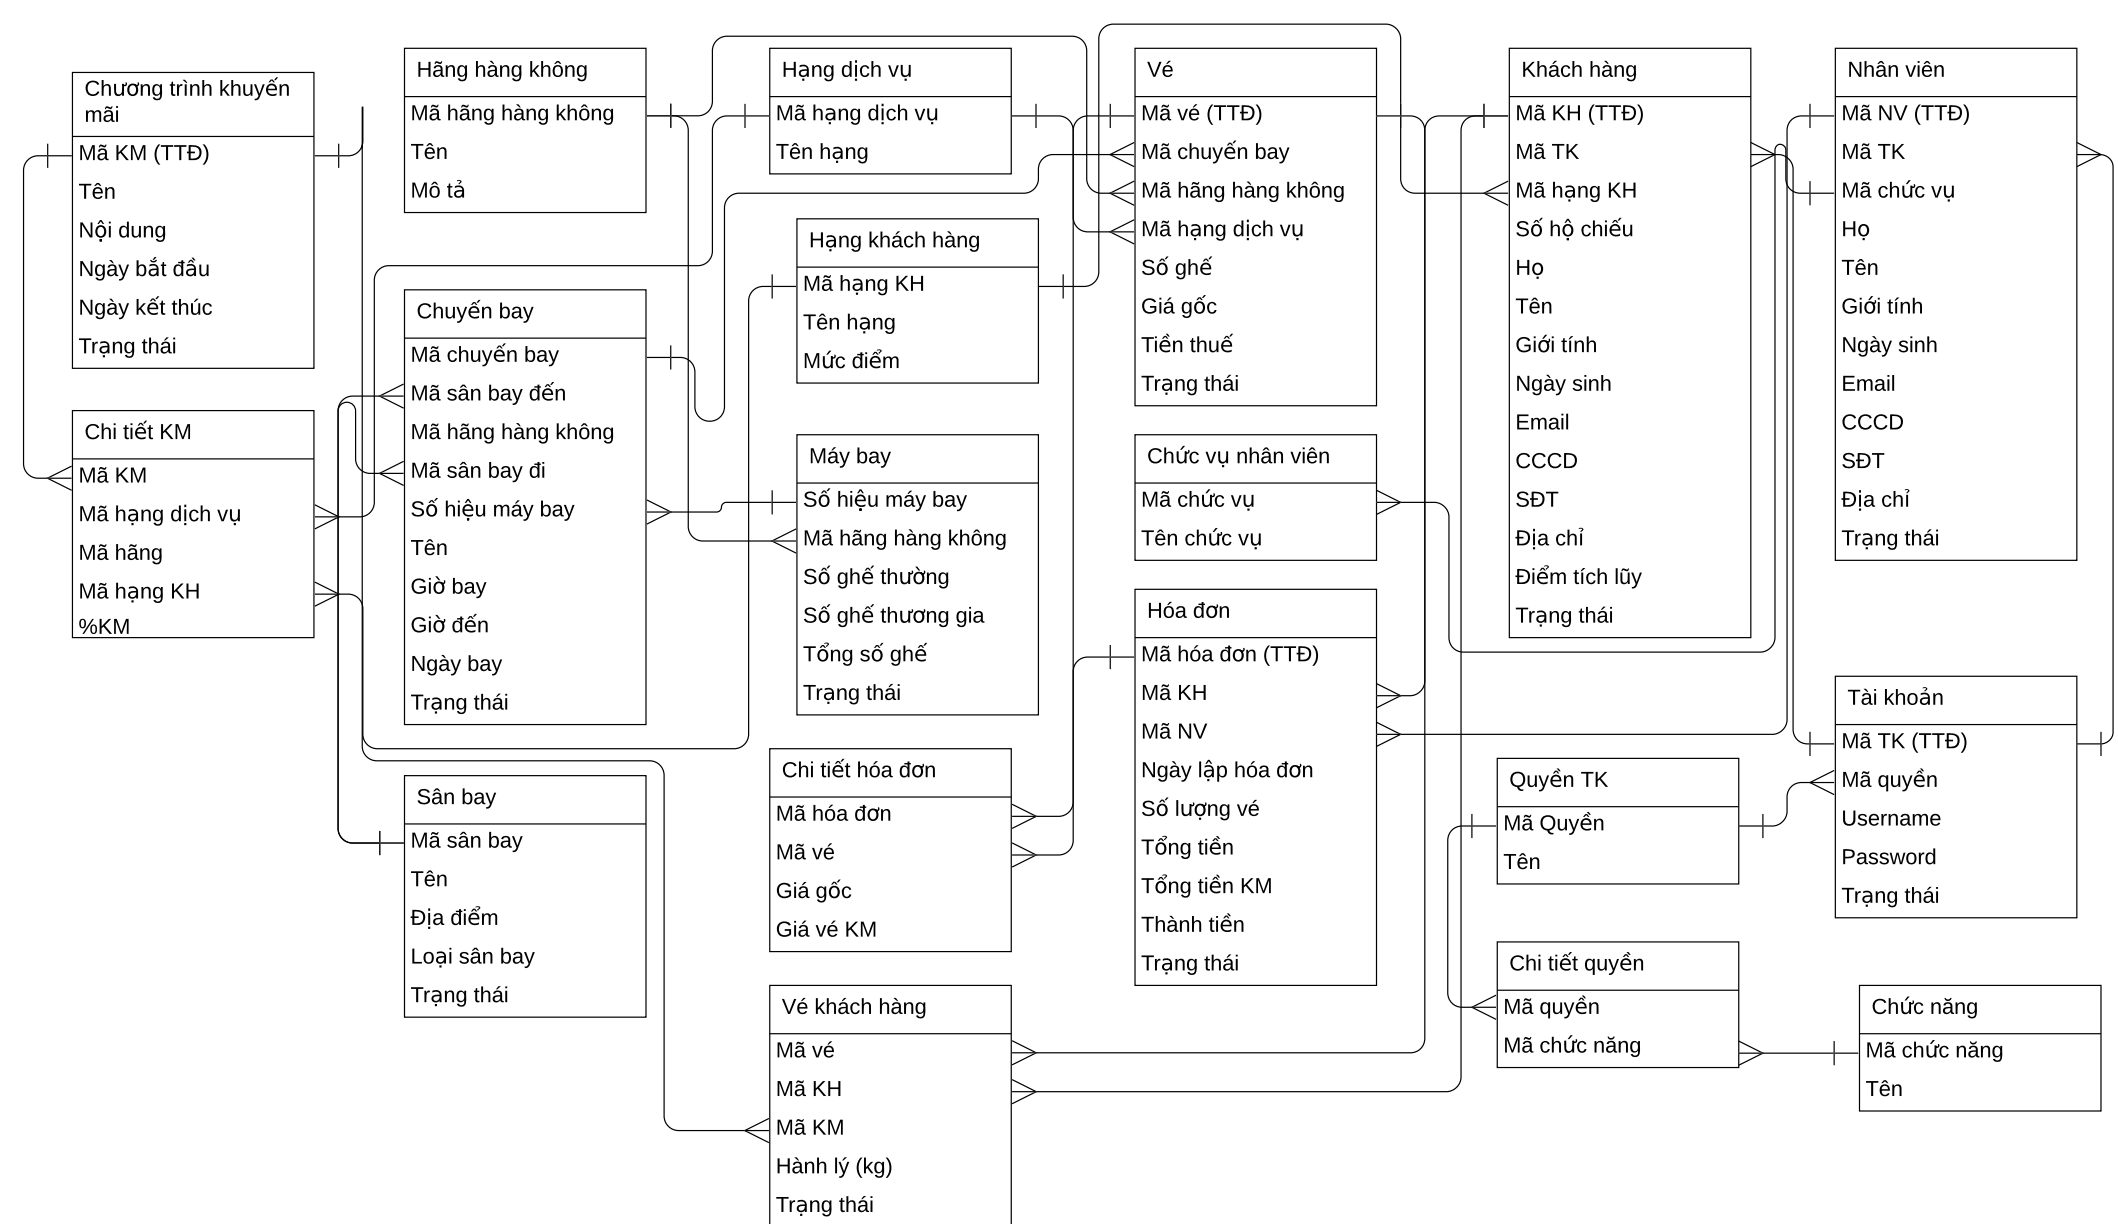 Chương trình khuyến
mãi
Mã KM (TTĐ)
Tên
Nội dung
Ngày bắt đầu
Ngày kết thúc
Trạng thái
Chi tiết KM
Mã KM
Mã hạng dịch vụ
Mã hãng
Mã hạng KH
%KM
Hãng hàng không
Mã hãng hàng không
Tên
Mô tả
Chuyến bay
Mã chuyến bay
Mã sân bay đến
Mã hãng hàng không
Mã sân bay đi
Số hiệu máy bay
Tên
Giờ bay
Giờ đến
Ngày bay
Trạng thái
Sân bay
Mã sân bay
Tên
Địa điểm
Loại sân bay
Trạng thái
Hạng dịch vụ
Mã hạng dịch vụ
Tên hạng
Hạng khách hàng
Mã hạng KH
Tên hạng
Mức điểm
Máy bay
Số hiệu máy bay
Mã hãng hàng không
Số ghế thường
Số ghế thương gia
Tổng số ghế
Trạng thái
Chi tiết hóa đơn
Mã hóa đơn
Mã vé
Giá gốc
Giá vé KM
Vé khách hàng
Mã vé
Mã KH
Mã KM
Hành lý (kg)
Trạng thái
Vé
Mã vé (TTĐ)
Mã chuyến bay
Mã hãng hàng không
Mã hạng dịch vụ
Số ghế
Giá gốc
Tiền thuế
Trạng thái
Chức vụ nhân viên
Mã chức vụ
Tên chức vụ
Hóa đơn
Mã hóa đơn (TTĐ)
Mã KH
Mã NV
Ngày lập hóa đơn
Số lượng vé
Tổng tiền
Tổng tiền KM
Thành tiền
Trạng thái
Khách hàng
Mã KH (TTĐ)
Mã TK
Mã hạng KH
Số hộ chiếu
Họ
Tên
Giới tính
Ngày sinh
Email
CCCD
SĐT
Địa chỉ
Điểm tích lũy
Trạng thái
Quyền TK
Mã Quyền
Tên
Chi tiết quyền
Mã quyền
Mã chức năng
Nhân viên
Mã NV (TTĐ)
Mã TK
Mã chức vụ
Họ
Tên
Giới tính
Ngày sinh
Email
CCCD
SĐT
Địa chỉ
Trạng thái
Tài khoản
Mã TK (TTĐ)
Mã quyền
Username
Password
Trạng thái
Chức năng
Mã chức năng
Tên